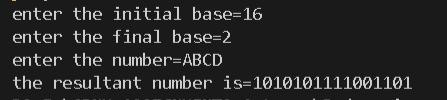 enter the initial base=16
enter the final base=2
enter the number=ABCD
the resultant number is=1010101111001101